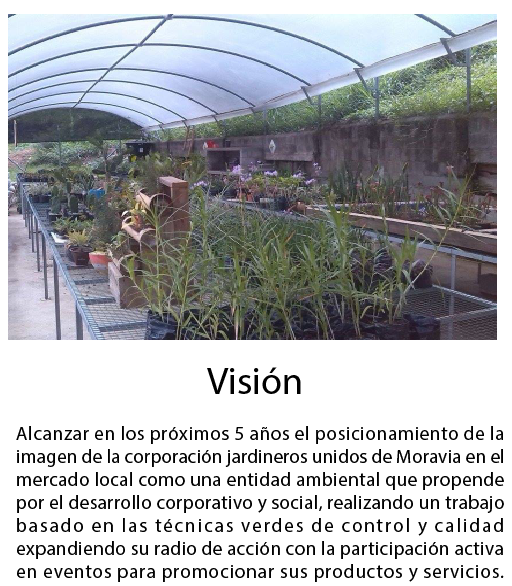 Visión
Alcanzar en los próximos 5 años el posicionamiento de la
imagen de la corporación jardineros unidos de Moravia en el
mercado local como una entidad ambiental que propende
por el desarrollo corporativo y social, realizando un trabajo
basado en las técnicas verdes de control y calidad
expandiendo su radio de acción con la participación activa
en eventos para promocionar sus productos y servicios.